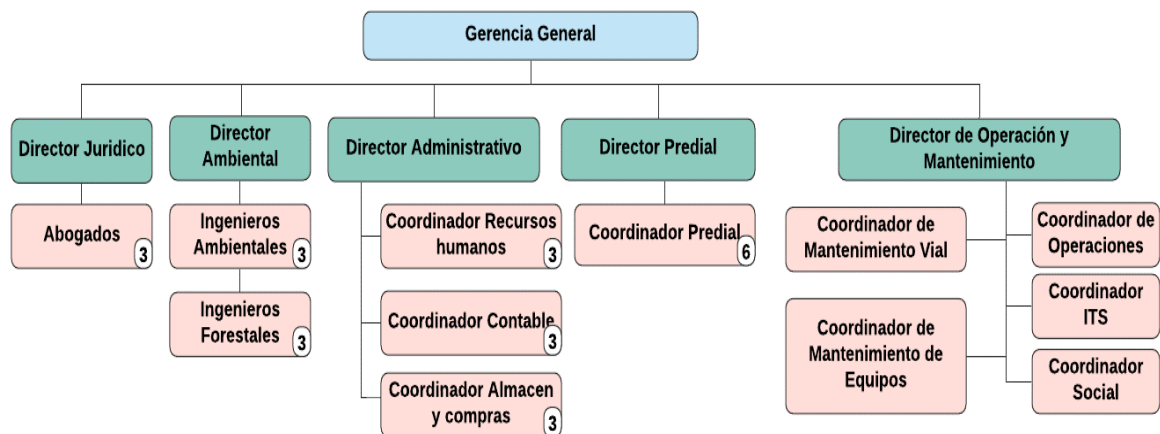 Gerencia General
Director Juridico
Director
Ambiental
Director Administrativo
Director Predial
Director de Operación y
Mantenimiento
Abogados
3
Ingenieros
Ambientales
3
Ingenieros
Forestales
3
Coordinador Recursos
humanos
3
Coordinador Contable
3
Coordinador Almacen
y compras
3
Coordinador Predial
6
Coordinador de
Mantenimiento Vial
Coordinador de
Mantenimiento de
Equipos
Coordinador de
Operaciones
Coordinador
ITS
Coordinador
Social